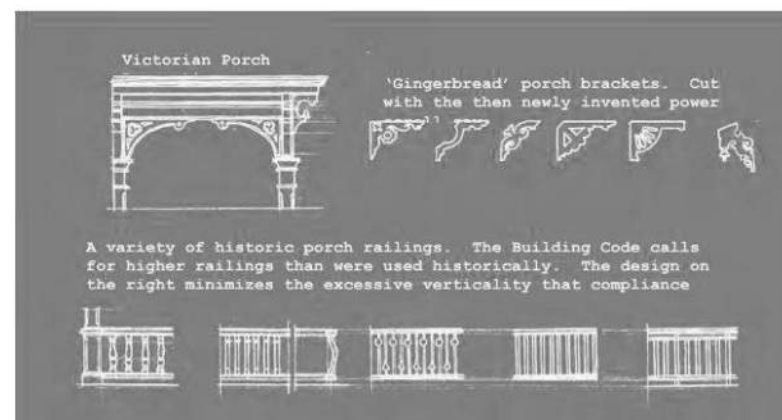 Victorian Porch
'Gingerbread' porch brackets. Cut
with the then newly invented power
A variety of historic porch railings. The Building Code calls
for higher railings than were used historically. The design on
the right minimizes the excessive verticality that compliance